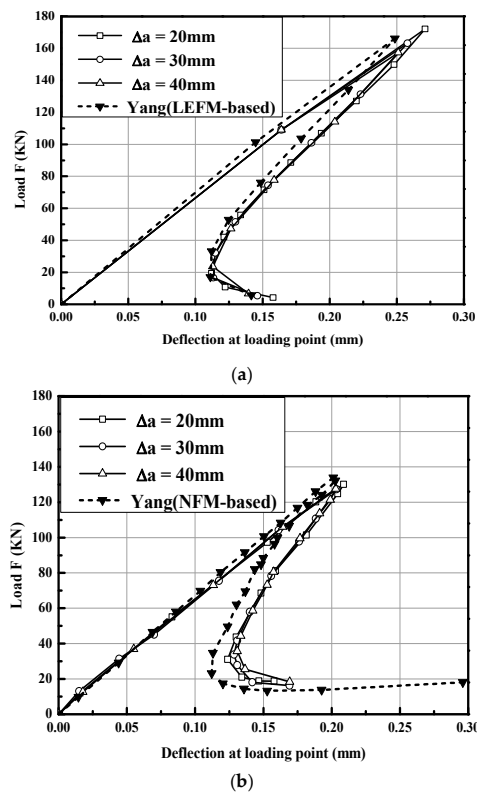 180
160
140
120
100
80
60
40
20
0
Load F (KN)
Δa = 20mm
Δa = 30mm
Δa = 40mm
Yang(LEFM-based)
0.00 0.05 0.10 0.15 0.20 0.25 0.30
Deflection at loading point (mm)
(a)
180
160
140
120
100
80
60
40
20
0
Load F (KN)
Δa = 20mm
Δa = 30mm
Δa = 40mm
Yang(NFM-based)
0.00 0.05 0.10 0.15 0.20 0.25 0.30
Deflection at loading point (mm)
(b)